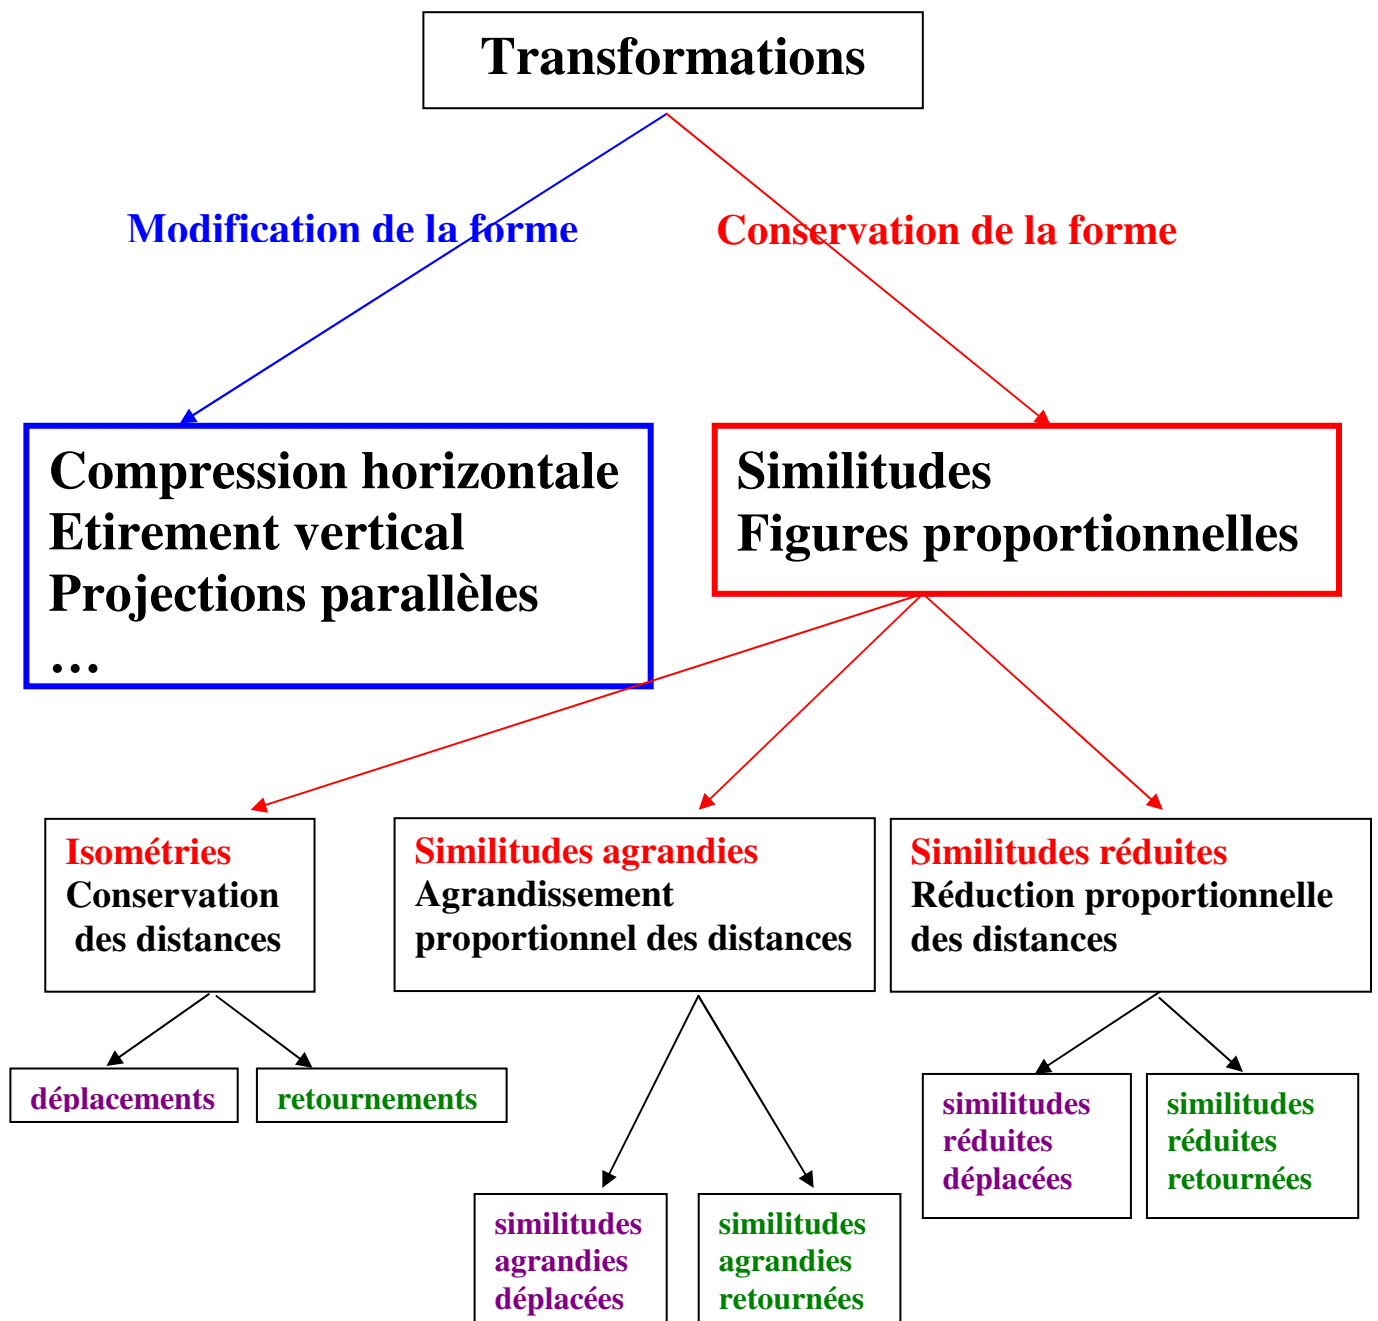 Transformations
Modification de la forme
Conservation de la forme
Compression horizontale
Etirement vertical
Projections parallèles
…
Similitudes
Figures proportionnelles
Isométries
Conservation
des distances
Similitudes agrandies
Agrandissement
proportionnel des distances
Similitudes réduites
Réduction proportionnelle
des distances
déplacements
retournements
similitudes
agrandies
déplacées
similitudes
agrandies
retournées
similitudes
réduites
déplacées
similitudes
réduites
retournées